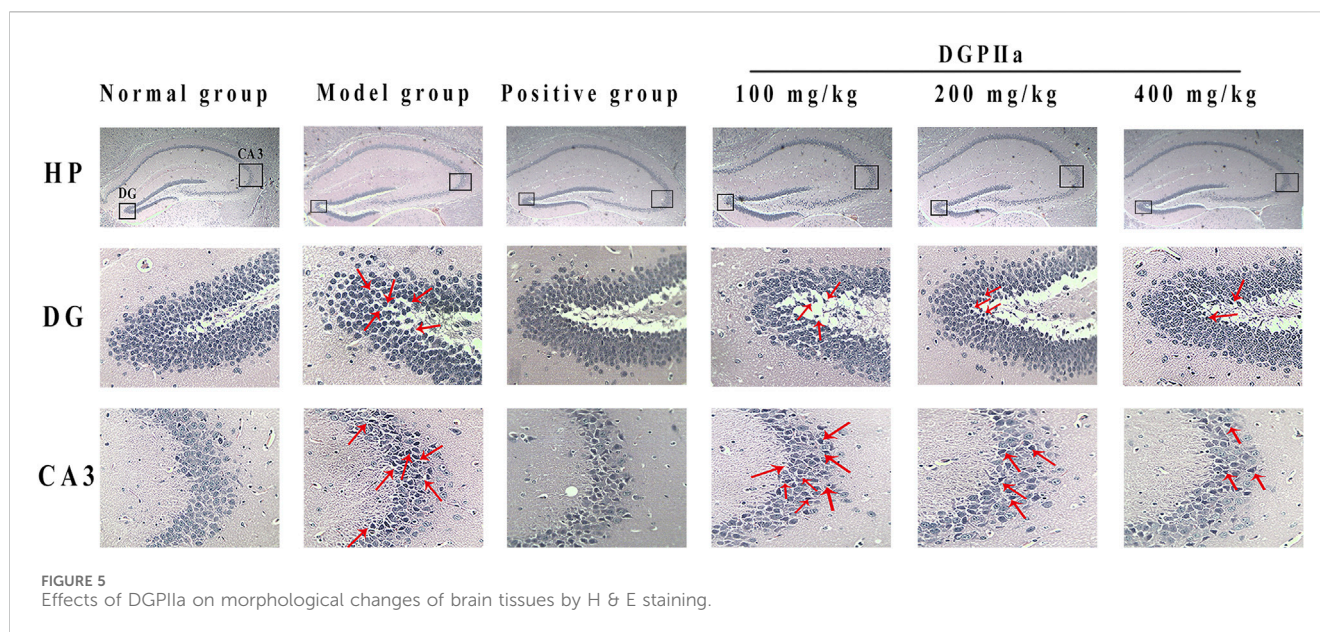 DGPIIa
Normal group Model group Positive group 100 mg/kg 200 mg/kg 400 mg/kg
HP
CA3
DG
DG
CA3
FIGURE 5
Effects of DGPIIa on morphological changes of brain tissues by H & E staining.